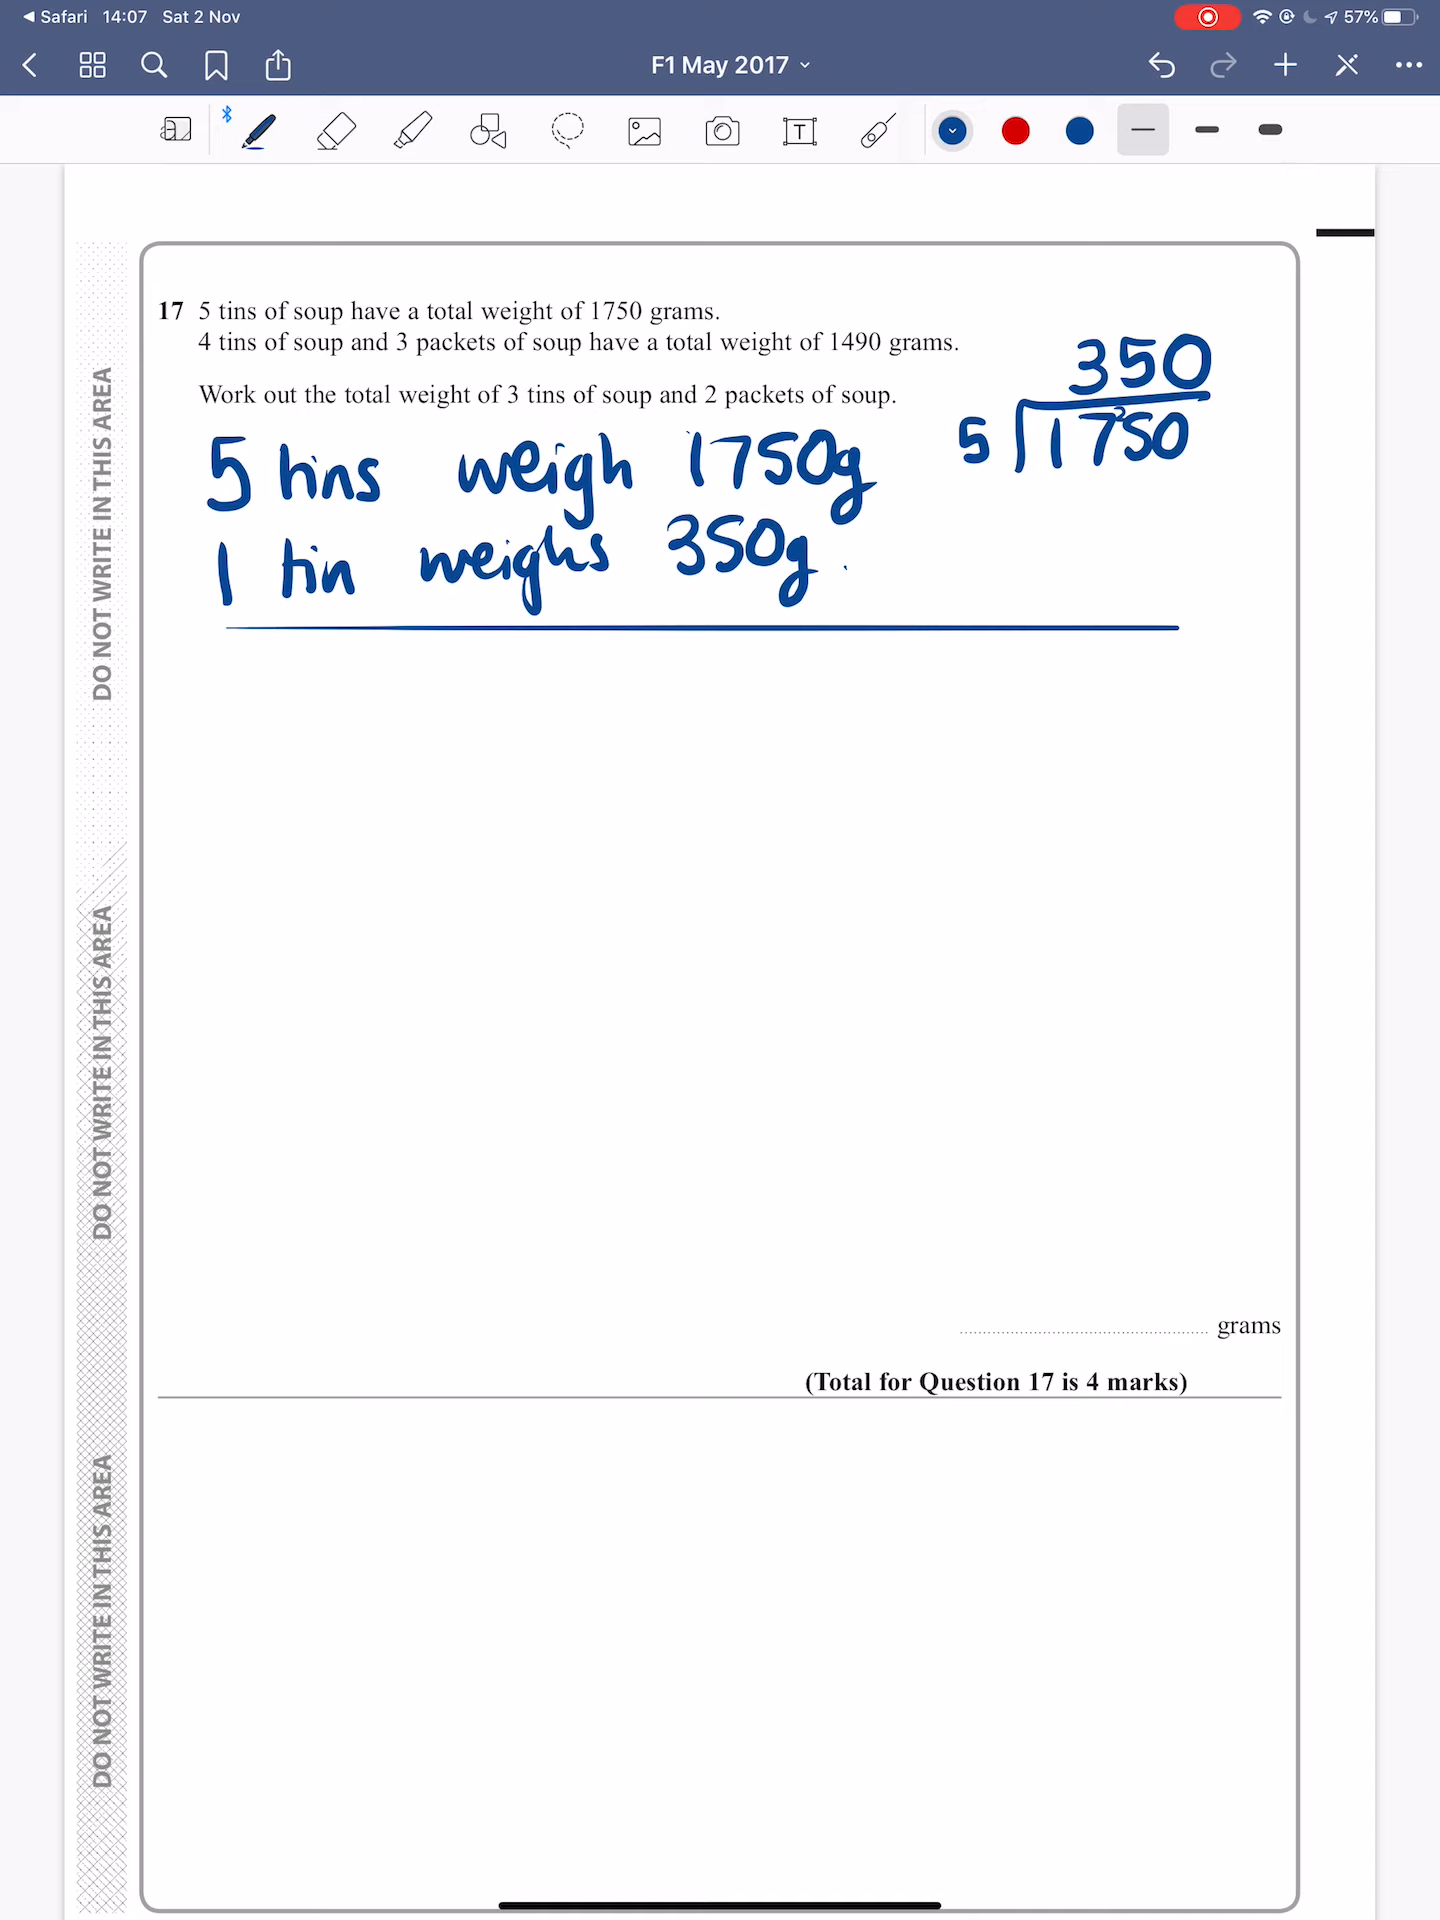 Safari 14:07 Sat 2 Nov 57%
F1 May 2017
17 5 tins of soup have a total weight of 1750 grams.
4 tins of soup and 3 packets of soup have a total weight of 1490 grams.
Work out the total weight of 3 tins of soup and 2 packets of soup.
350
5 17²50
5 tins weigh 1750g
1 tin weighs 350g.
grams
(Total for Question 17 is 4 marks)
DO NOT WRITE IN THIS AREA
DO NOT WRITE IN THIS AREA
DO NOT WRITE IN THIS AREA